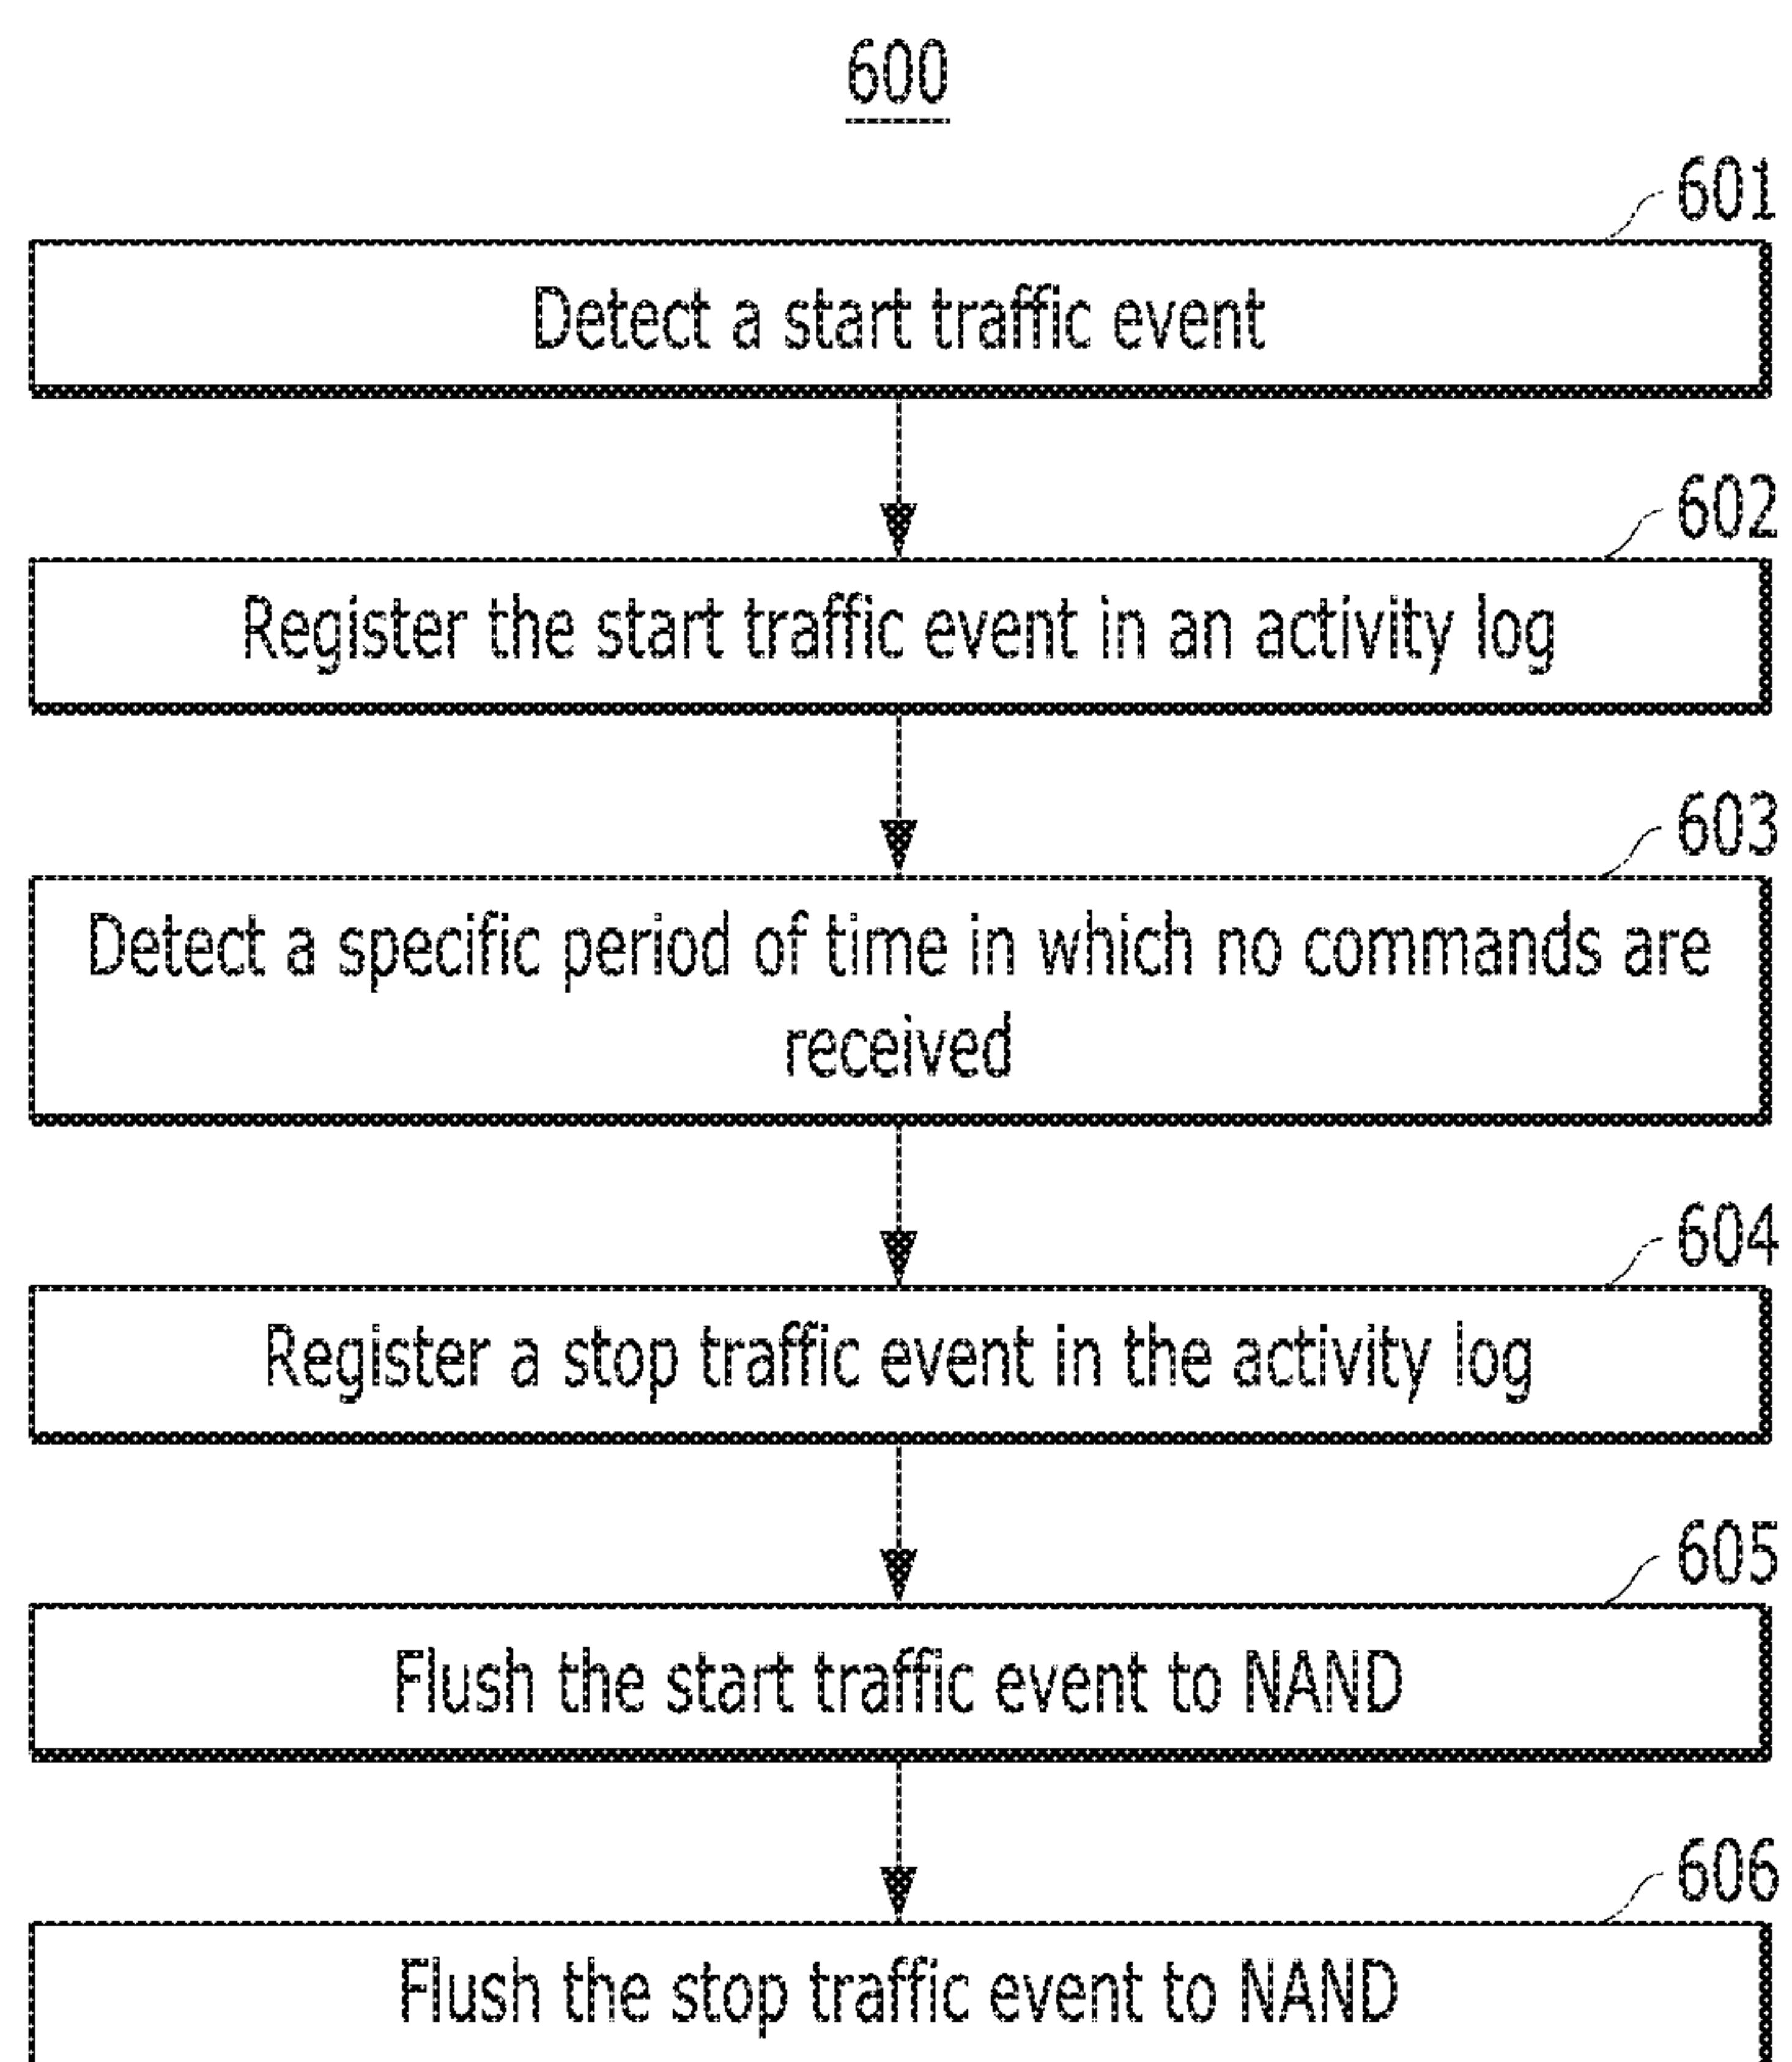 600
601
Detect a start traffic event
602
Register the start traffic event in an activity log
603
Detect a specific period of time in which no commands are
received
604
Register a stop traffic event in the activity log
605
Flush the start traffic event to NAND
606
Flush the stop traffic event to NAND